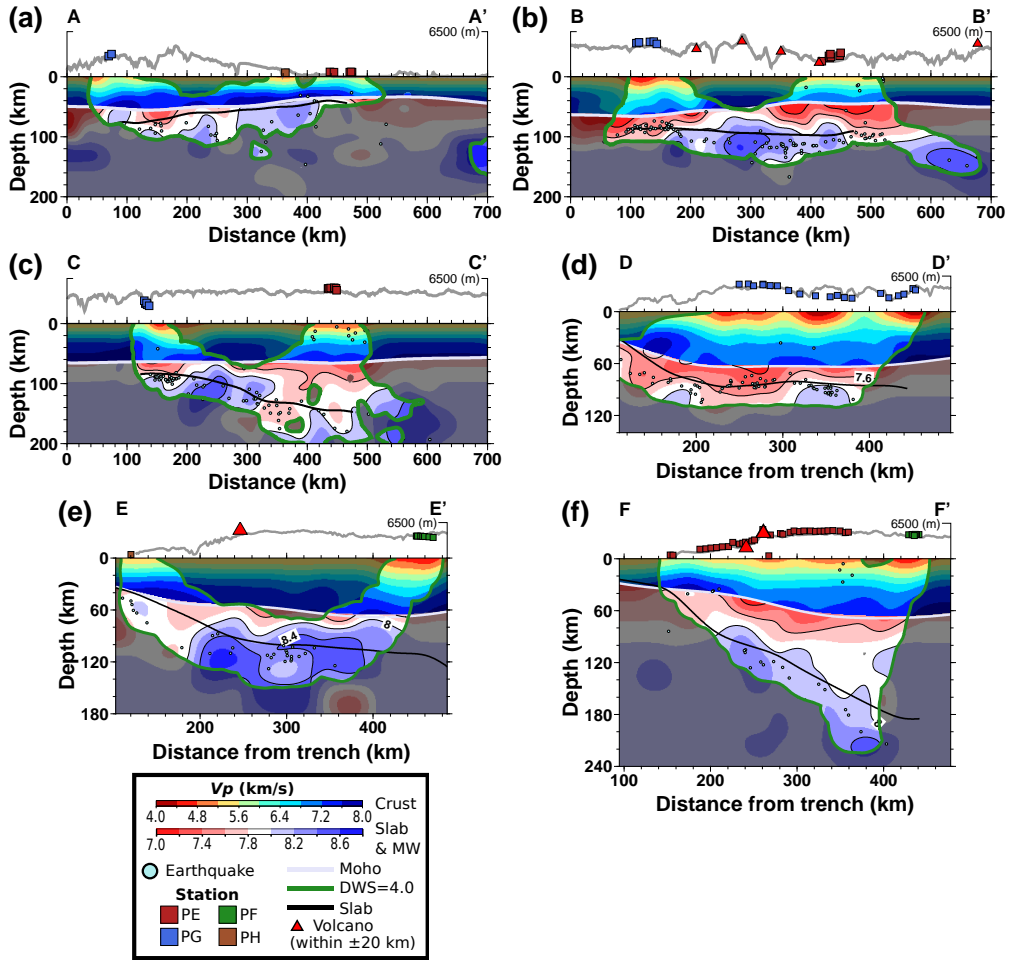 (a) A A’
6500 (m)
Depth (km)
0
100
200
0 100 200 300 400 500 600 700
Distance (km)
(b) B B’
6500 (m)
Depth (km)
0
100
200
0 100 200 300 400 500 600 700
Distance (km)
(c) C C’
6500 (m)
Depth (km)
0
100
200
0 100 200 300 400 500 600 700
Distance (km)
(d) D D’
6500 (m)
Depth (km)
0
60
120
7.6
200 300 400
Distance from trench (km)
(e) E E’
6500 (m)
Depth (km)
0
60
120
180
8.4
8
200 300 400
Distance from trench (km)
(f) F F’
6500 (m)
Depth (km)
0
60
120
180
240
100 200 300 400
Distance from trench (km)
Vp (km/s)
Crust
4.0 4.8 5.6 6.4 7.2 8.0
Slab
& MW
7.0 7.4 7.8 8.2 8.6
Earthquake
Station
PE PF
PG PH
Moho
DWS=4.0
Slab
Volcano
(within ±20 km)